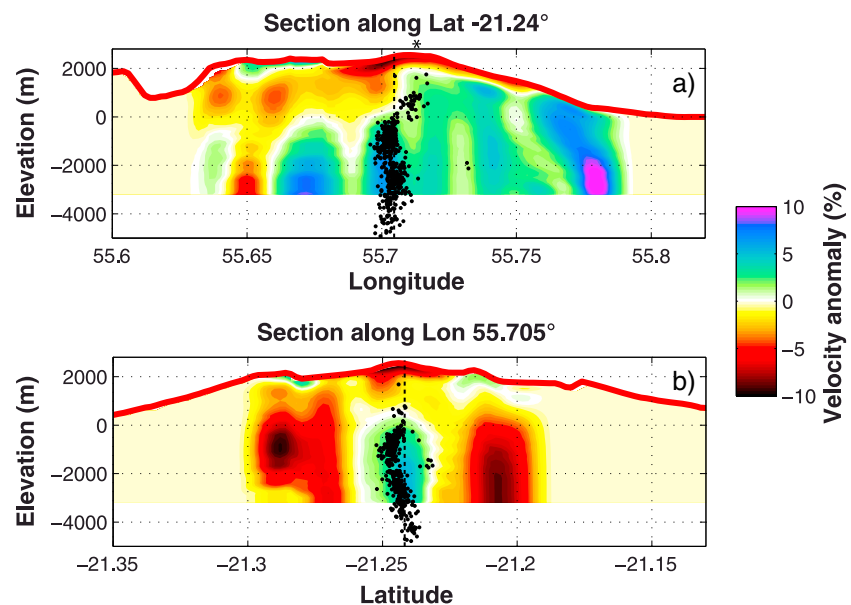 Section along Lat -21.24°
*
a)
Elevation (m)
2000
0
−2000
−4000
55.6
55.65
55.7
55.75
55.8
Longitude
10
5
0
−5
−10
Velocity anomaly (%)
Section along Lon 55.705°
b)
Elevation (m)
2000
0
−2000
−4000
−21.35
−21.3
−21.25
−21.2
−21.15
Latitude